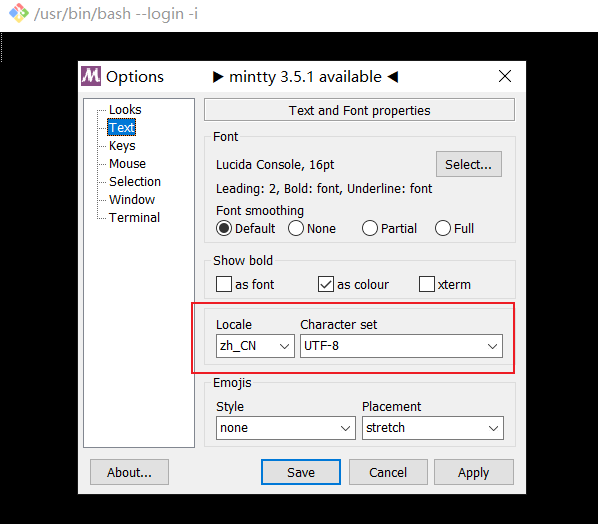 /usr/bin/bash --login -i
Options ▶ mintty 3.5.1 available ◀
Looks
Text
Keys
Mouse
Selection
Window
Terminal
Text and Font properties
Font
Lucida Console, 16pt
Select...
Leading: 2, Bold: font, Underline: font
Font smoothing
Default None Partial Full
Show bold
as font as colour xterm
Locale Character set
zh_CN UTF-8
Emojis
Style Placement
none stretch
About... Save Cancel Apply